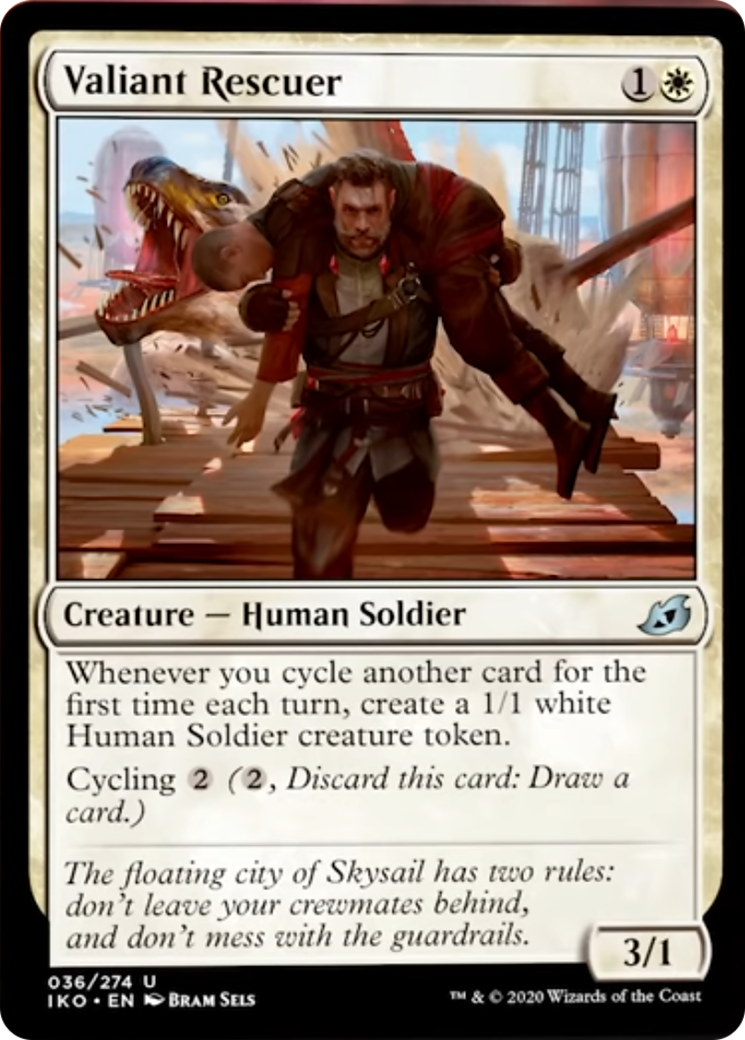 Valiant Rescuer 1
Creature — Human Soldier
Whenever you cycle another card for the
first time each turn, create a 1/1 white
Human Soldier creature token.
Cycling 2 (2, Discard this card: Draw a
card.)
The floating city of Skysail has two rules:
don't leave your crewmates behind,
and don't mess with the guardrails.
3/1
036/274 U
IKO • EN Bram Sels
™ & © 2020 Wizards of the Coast